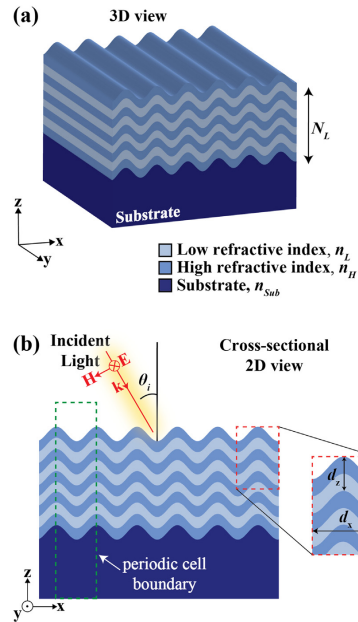 (a)
3D view
N_L
Substrate
z
x
y
Low refractive index, n_L
High refractive index, n_H
Substrate, n_Sub
(b)
Incident
Light
Cross-sectional
2D view
E
H
k
θ_i
d_z
d_x
periodic cell
boundary
z
y
x